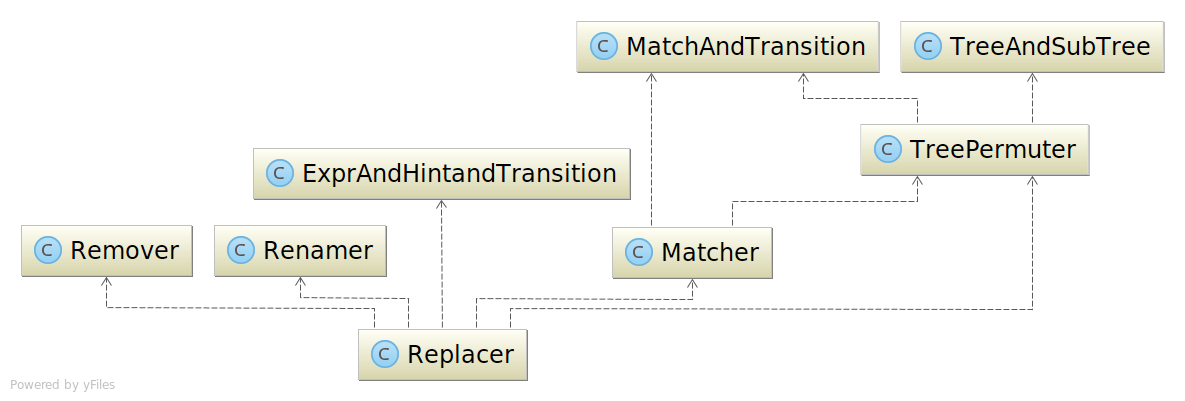 C MatchAndTransition
C TreeAndSubTree
C TreePermuter
C ExprAndHintandTransition
C Remover
C Renamer
C Matcher
C Replacer
Powered by yFiles